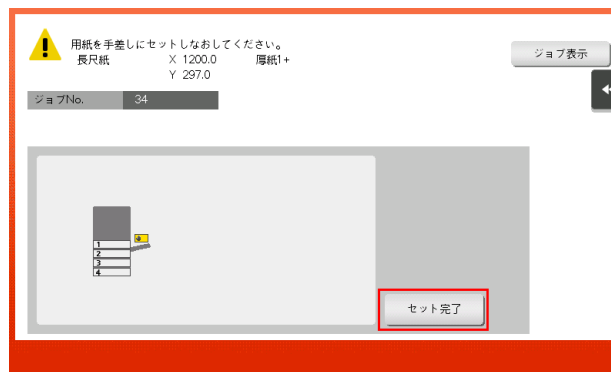 用紙を手差しにセットしなおしてください。
長尺紙 X 1200.0 厚紙1+
Y 297.0
ジョブ表示
ジョブNo. 34
1
2
3
4
セット完了